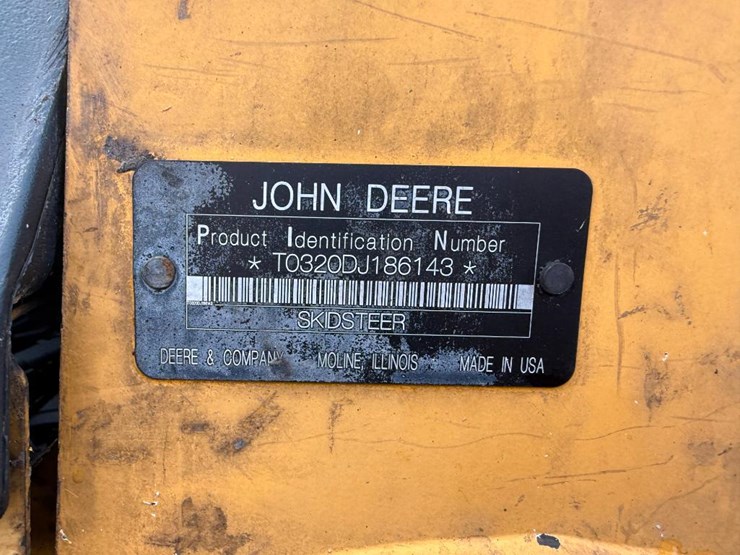 JOHN DEERE
Product Identification Number
* T0320DJ186143 *
SKIDSTEER
DEERE & COMPANY MOLINE, ILLINOIS MADE IN USA